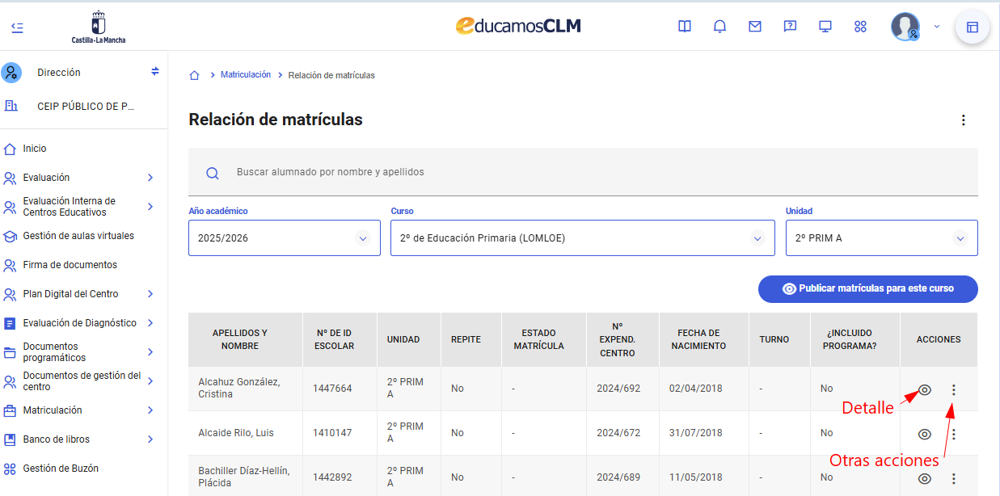 Castilla-La Mancha
educamosCLM
Dirección
CEIP PÚBLICO DE P...
Inicio
Evaluación
Evaluación Interna de
Centros Educativos
Gestión de aulas virtuales
Firma de documentos
Plan Digital del Centro
Evaluación de Diagnóstico
Documentos
programáticos
Documentos de gestión del
centro
Matriculación
Banco de libros
Gestión de Buzón
Matriculación
Relación de matrículas
Relación de matrículas
Buscar alumnado por nombre y apellidos
Año académico
Curso
Unidad
2025/2026
2º de Educación Primaria (LOMLOE)
2º PRIM A
Publicar matrículas para este curso
APELLIDOS Y
NOMBRE
Nº DE ID
ESCOLAR
UNIDAD
REPITE
ESTADO
MATRÍCULA
Nº
EXPEND.
CENTRO
FECHA DE
NACIMIENTO
TURNO
¿INCLUIDO
PROGRAMA?
ACCIONES
Alcahuz González,
Cristina
1447664
2º PRIM
A
No
-
2024/692
02/04/2018
-
No
Detalle
Alcaide Rilo, Luis
1410147
2º PRIM
A
No
-
2024/672
31/07/2018
-
No
Otras acciones
Bachiller Díaz-Hellín,
Plácida
1442892
2º PRIM
A
No
-
2024/689
11/05/2018
-
No